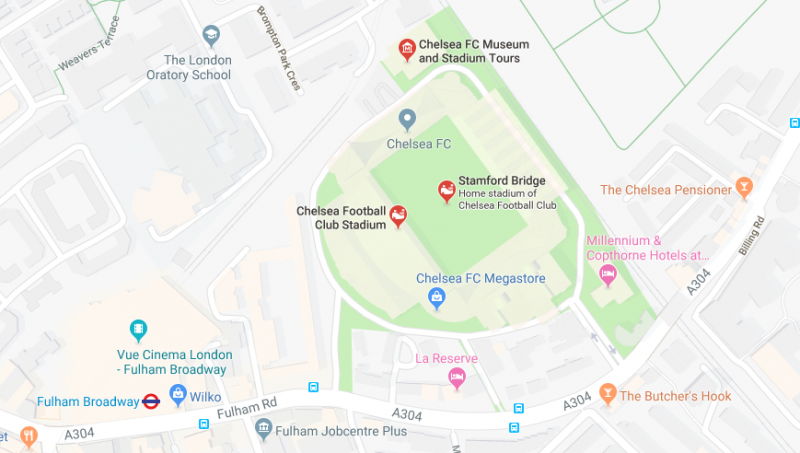 Weavers-Terrace
Brompton Park Cres
The London
Oratory School
Chelsea FC Museum
and Stadium Tours
Chelsea FC
Stamford Bridge
Home stadium of
Chelsea Football Club
Chelsea Football
Club Stadium
The Chelsea Pensioner
Billing Rd
Millennium &
Copthorne Hotels at...
A304
Chelsea FC Megastore
Vue Cinema London
- Fulham Broadway
La Reserve
Fulham Broadway
Wilko
Fulham Rd
A304
A304
The Butcher's Hook
A304
Fulham Jobcentre Plus